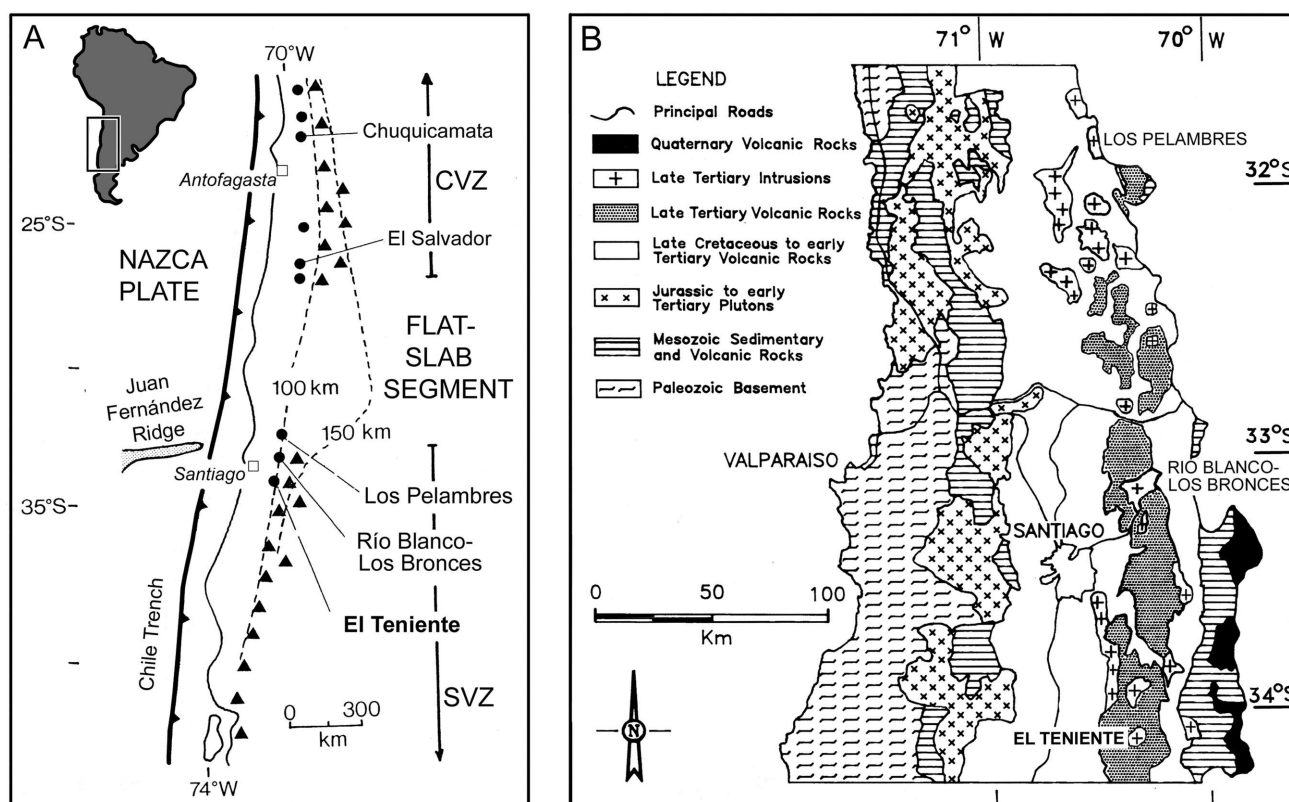 A
70°W
Chuquicamata
Antofagasta
CVZ
25°S
El Salvador
NAZCA
PLATE
FLAT-
SLAB
SEGMENT
100 km
Juan
Fernández
Ridge
150 km
Santiago
Los Pelambres
35°S
Río Blanco-
Los Bronces
El Teniente
Chile Trench
SVZ
0 300
km
74°W
B
71° W
70° W
LEGEND
Principal Roads
Quaternary Volcanic Rocks
Late Tertiary Intrusions
Late Tertiary Volcanic Rocks
Late Cretaceous to early
Tertiary Volcanic Rocks
Jurassic to early
Tertiary Plutons
Mesozoic Sedimentary
and Volcanic Rocks
Paleozoic Basement
LOS PELAMBRES
32°S
33°S
VALPARAISO
RIO BLANCO-
LOS BRONCES
SANTIAGO
0 50 100
Km
34°S
N
EL TENIENTE